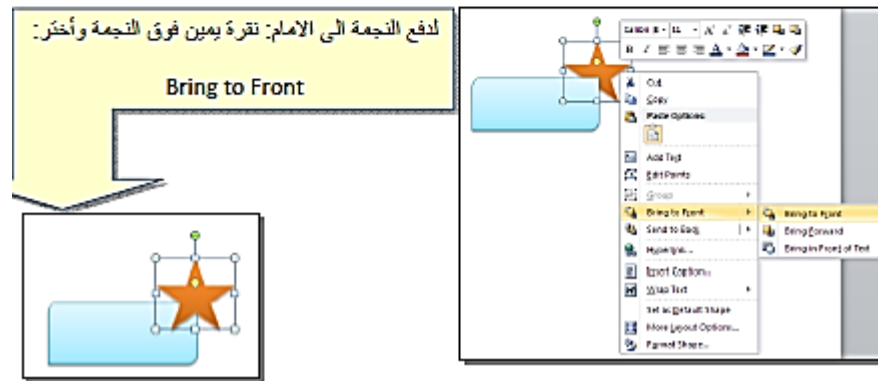 لدفع النجمة الى الامام: نقرة يمين فوق النجمة وأختر:
Bring to Front
Cut
Copy
Paste Options
Add Text
Edit Points
Group
Bring to Front
Send to Back
Hyperlink...
Insert Caption...
Wrap Text
Set as Default Shape
More Layout Options...
Format Shape...
Bring to Front
Bring Forward
Bring in Front of Text